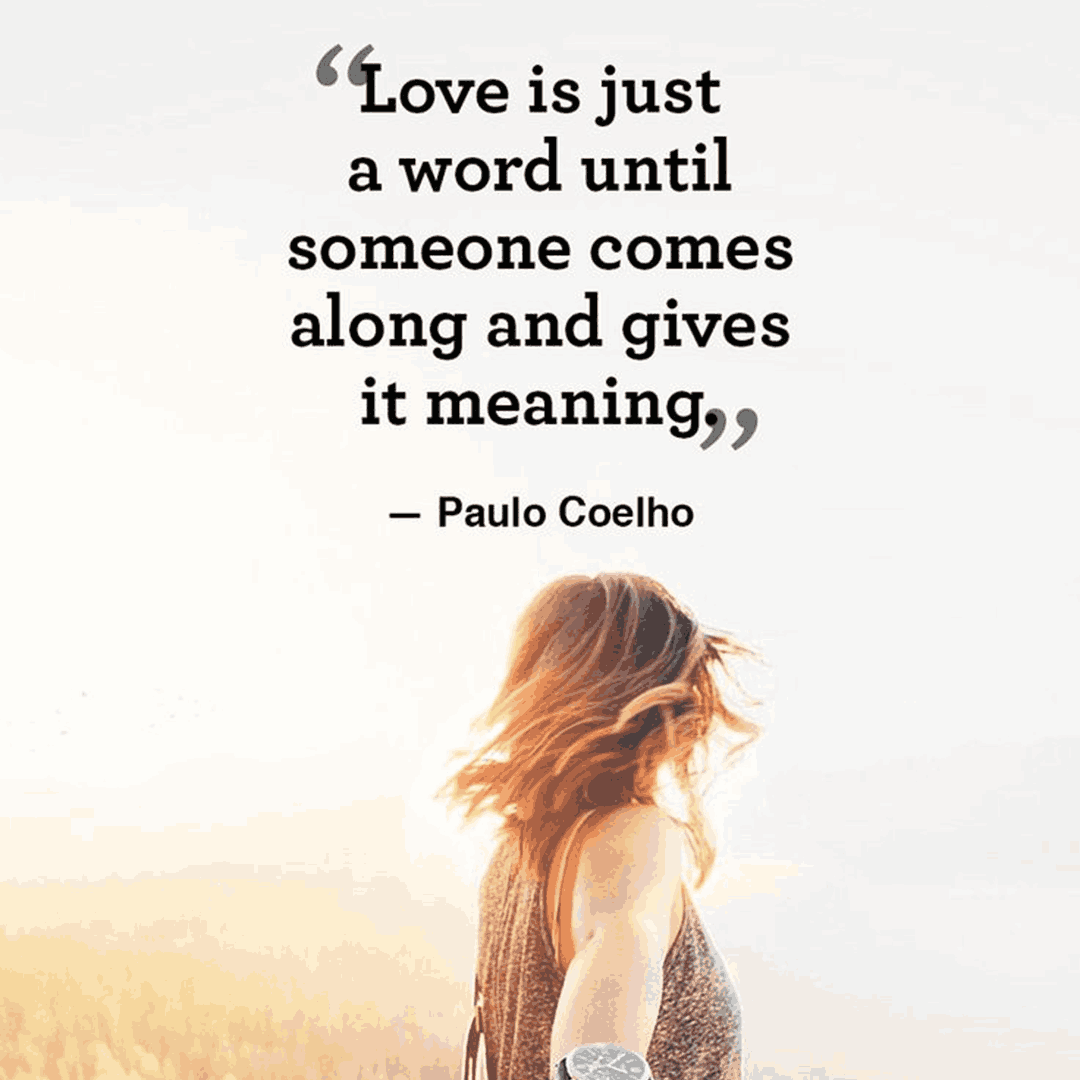 “Love is just
a word until
someone comes
along and gives
it meaning.”
— Paulo Coelho